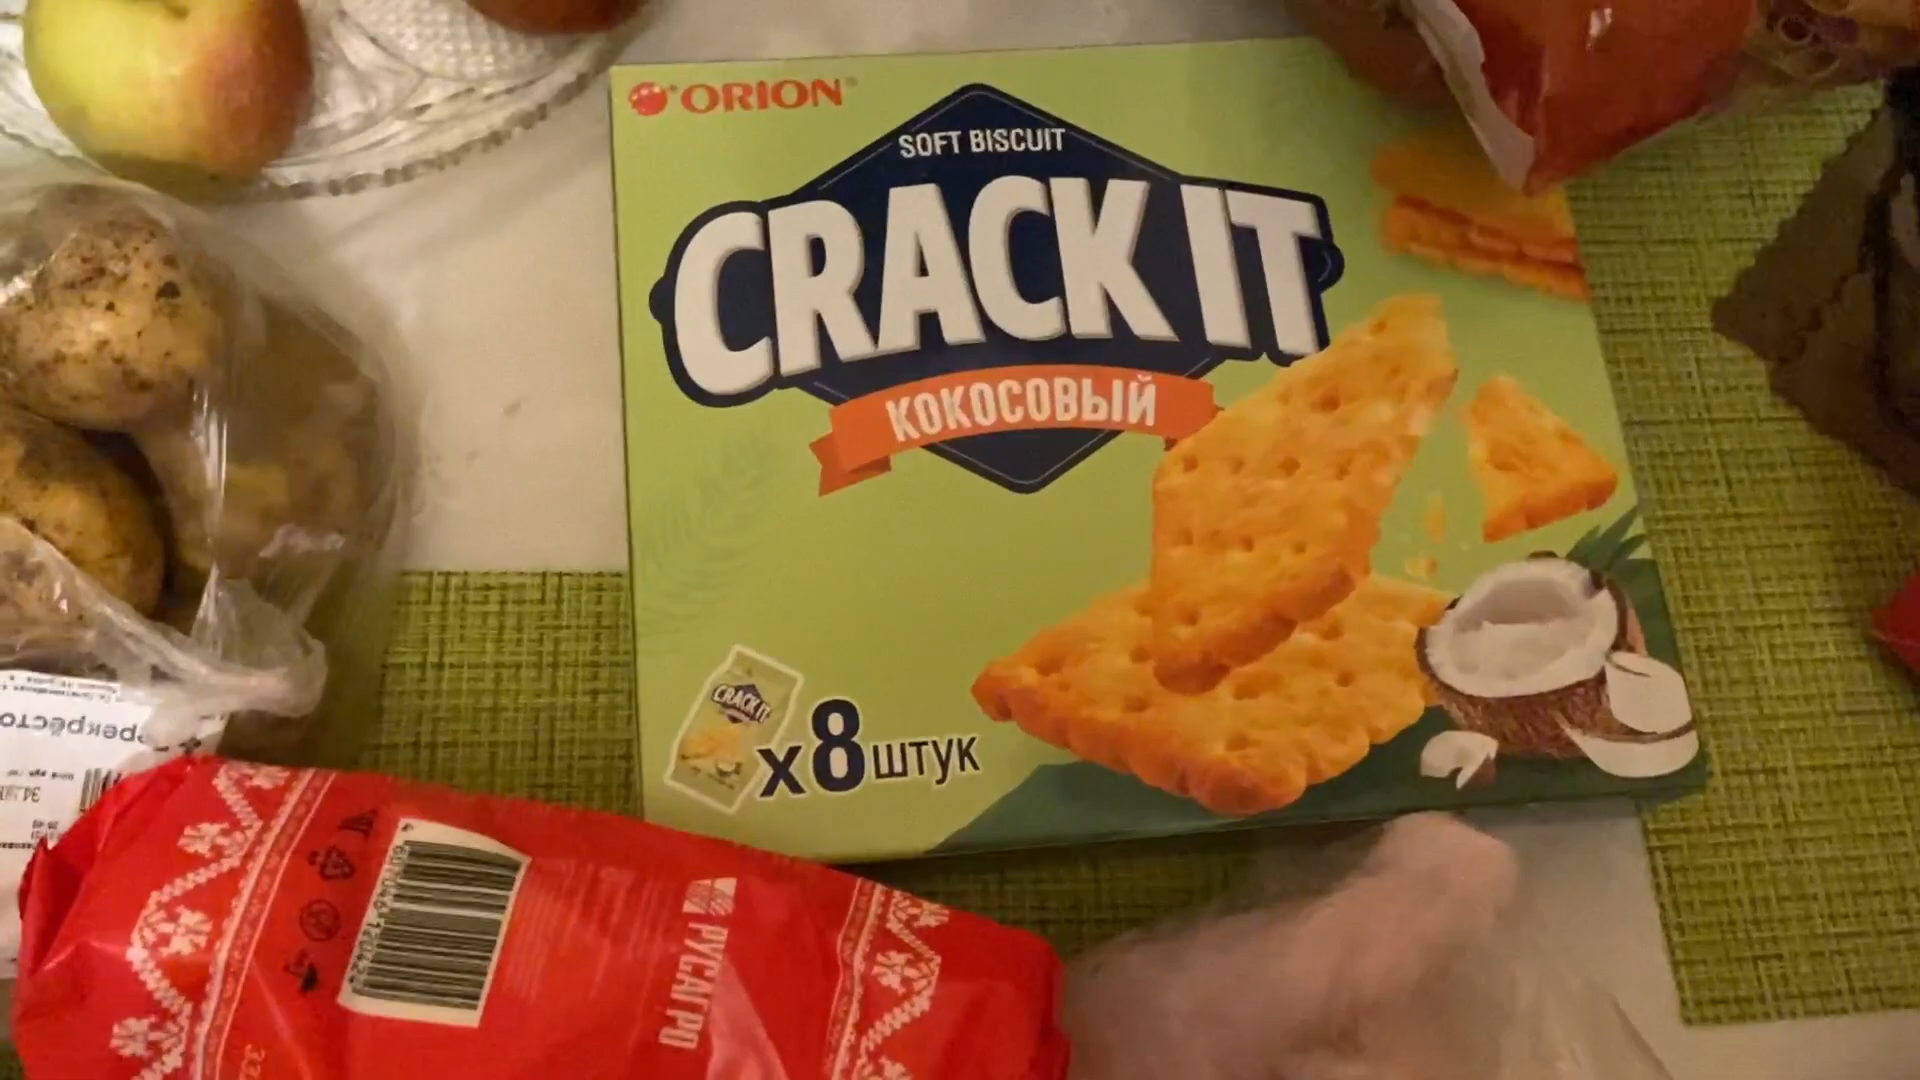 ORION
SOFT BISCUIT
CRACK IT
КОКОСОВЫЙ
CRACK IT
x8 штук
РУСАГРО